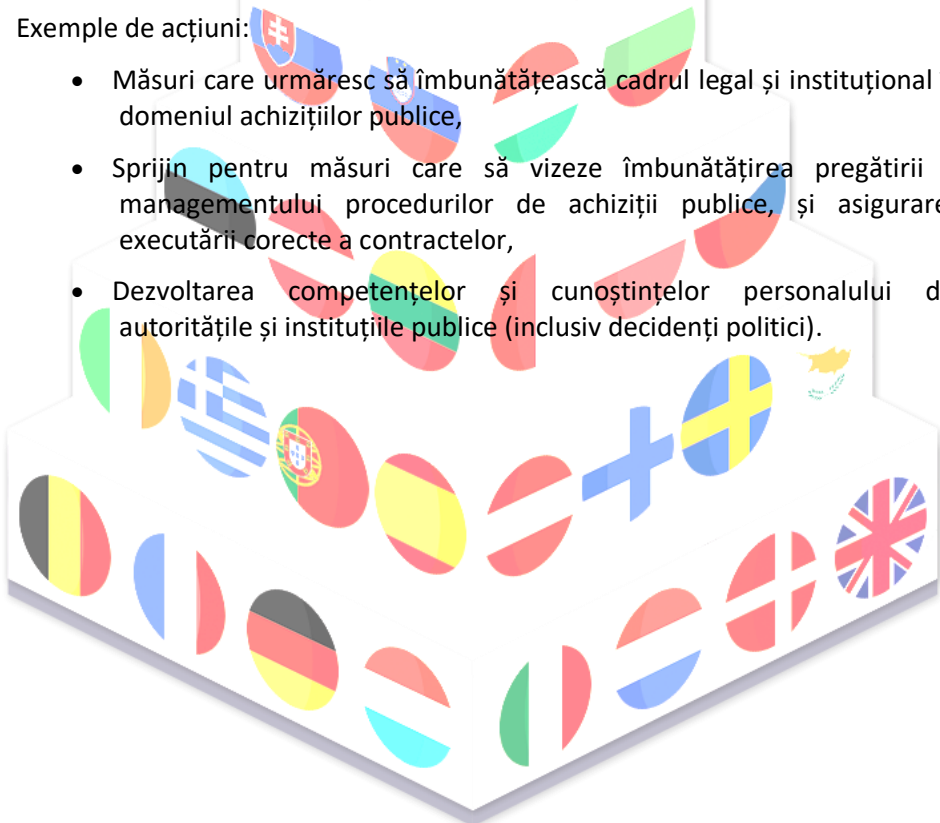 Exemple de acțiuni:
• Măsuri care urmăresc să îmbunătățească cadrul legal și instituțional
domeniul achizițiilor publice,
• Sprijin pentru măsuri care să vizeze îmbunătățirea pregătirii
managementului procedurilor de achiziții publice, și asigurare
executării corecte a contractelor,
• Dezvoltarea competențelor și cunoștințelor personalului d
autoritățile și instituțiile publice (inclusiv decidenți politici).